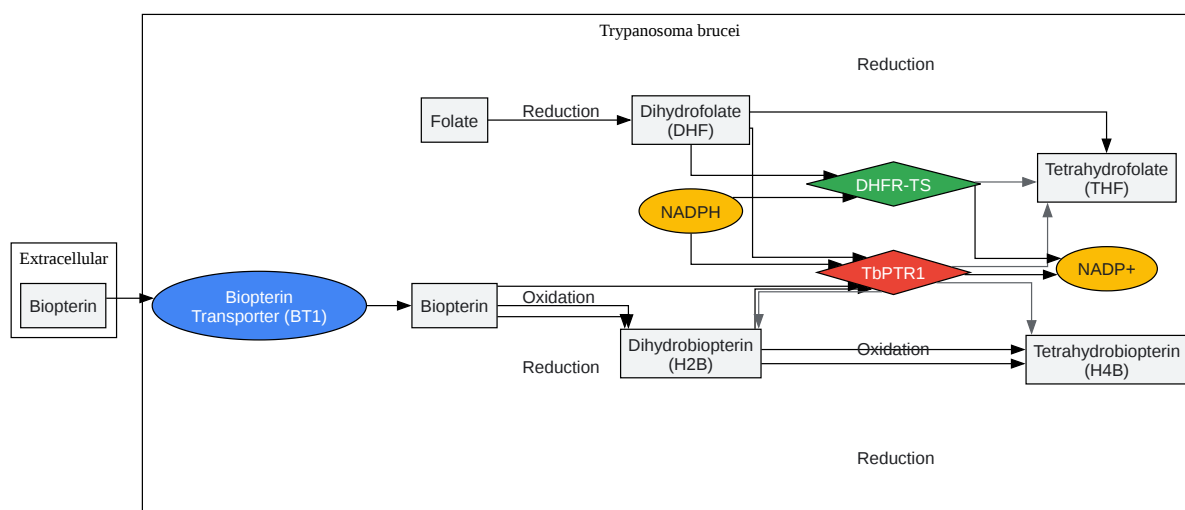 Trypanosoma brucei
Reduction
Folate
Reduction
Dihydrofolate
(DHF)
Tetrahydrofolate
(THF)
DHFR-TS
NADPH
Extracellular
Biopterin
Biopterin
Transporter (BT1)
Biopterin
Oxidation
TbPTR1
NADP+
Dihydrobiopterin
(H2B)
Oxidation
Tetrahydrobiopterin
(H4B)
Reduction
Reduction